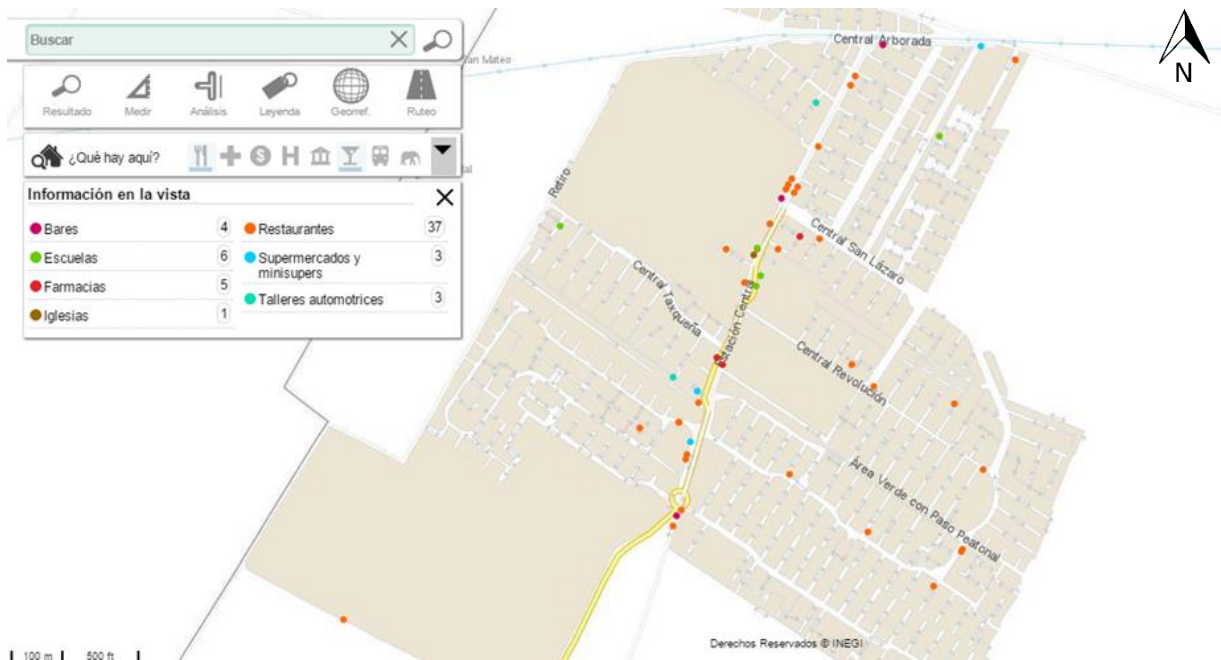 Buscar
Resultado
Medir
Análisis
Leyenda
Georref.
Ruteo
¿Qué hay aquí?
Información en la vista
Bares 4
Escuelas 6
Farmacias 5
Iglesias 1
Restaurantes 37
Supermercados y
minisupers 3
Talleres automotrices 3
N
Central Arborada
Retiro
Central San Lázaro
Central Taxqueña
Central Revolución
Área Verde con Paso Peatonal
Derechos Reservados © INEGI
100 m 500 ft